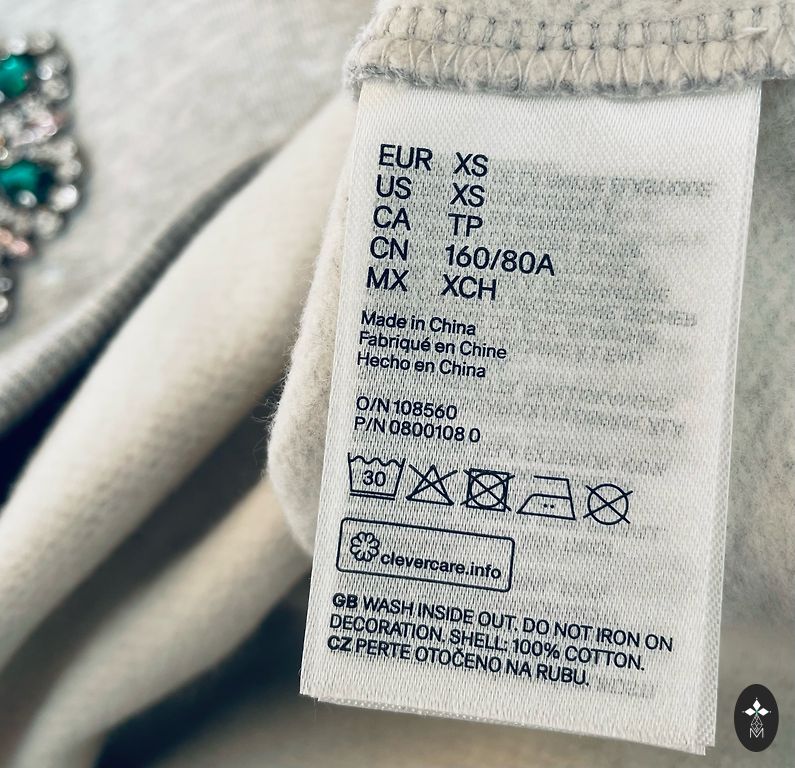 EUR XS
US XS
CA TP
CN 160/80A
MX XCH
Made in China
Fabriqué en Chine
Hecho en China
O/N 108560
P/N 0800108 0
30
clevercare.info
GB WASH INSIDE OUT. DO NOT IRON ON
DECORATION. SHELL: 100% COTTON.
CZ PERTE OTOČENO NA RUBU.